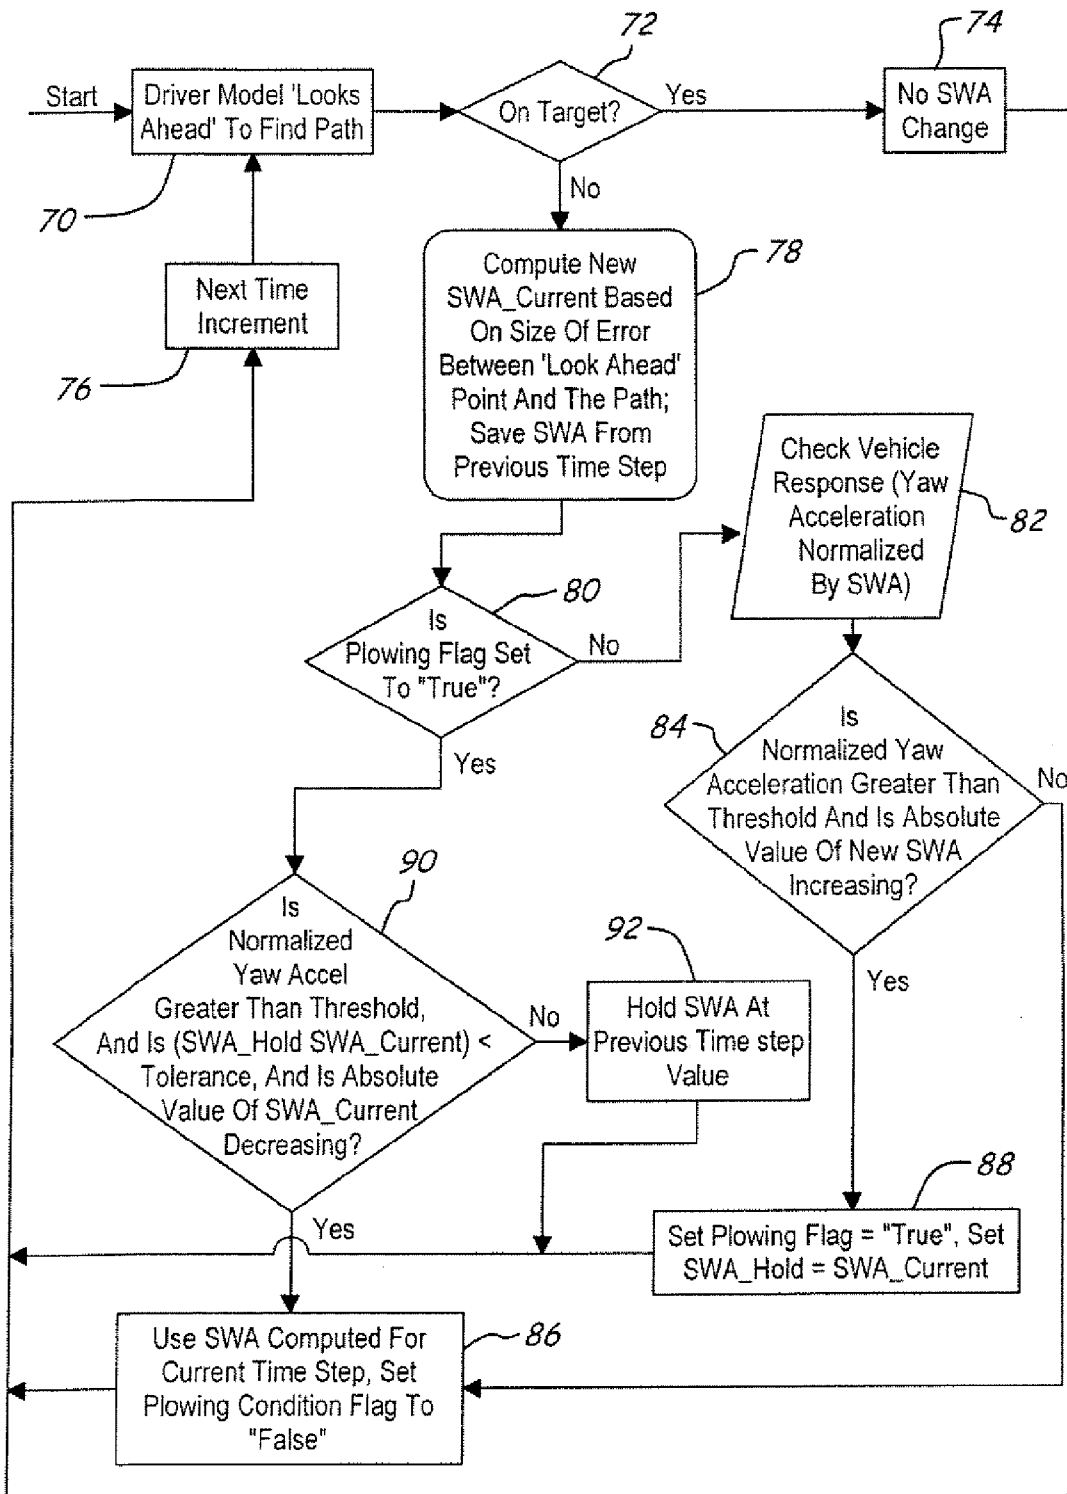 72
74
Start
Driver Model 'Looks
Ahead' To Find Path
On Target?
Yes
No SWA
Change
70
No
78
Compute New
SWA_Current Based
On Size Of Error
Between 'Look Ahead'
Point And The Path;
Save SWA From
Previous Time Step
Next Time
Increment
76
Check Vehicle
Response (Yaw
Acceleration
Normalized
By SWA)
82
80
Is
Plowing Flag Set
To "True"?
No
Yes
84
Is
Normalized Yaw
Acceleration Greater Than
Threshold And Is Absolute
Value Of New SWA
Increasing?
No
Yes
90
Is
Normalized
Yaw Accel
Greater Than Threshold,
And Is (SWA_Hold SWA_Current) <
Tolerance, And Is Absolute
Value Of SWA_Current
Decreasing?
No
Yes
92
Hold SWA At
Previous Time step
Value
88
Set Plowing Flag = "True", Set
SWA_Hold = SWA_Current
Use SWA Computed For
Current Time Step, Set
Plowing Condition Flag To
"False"
86